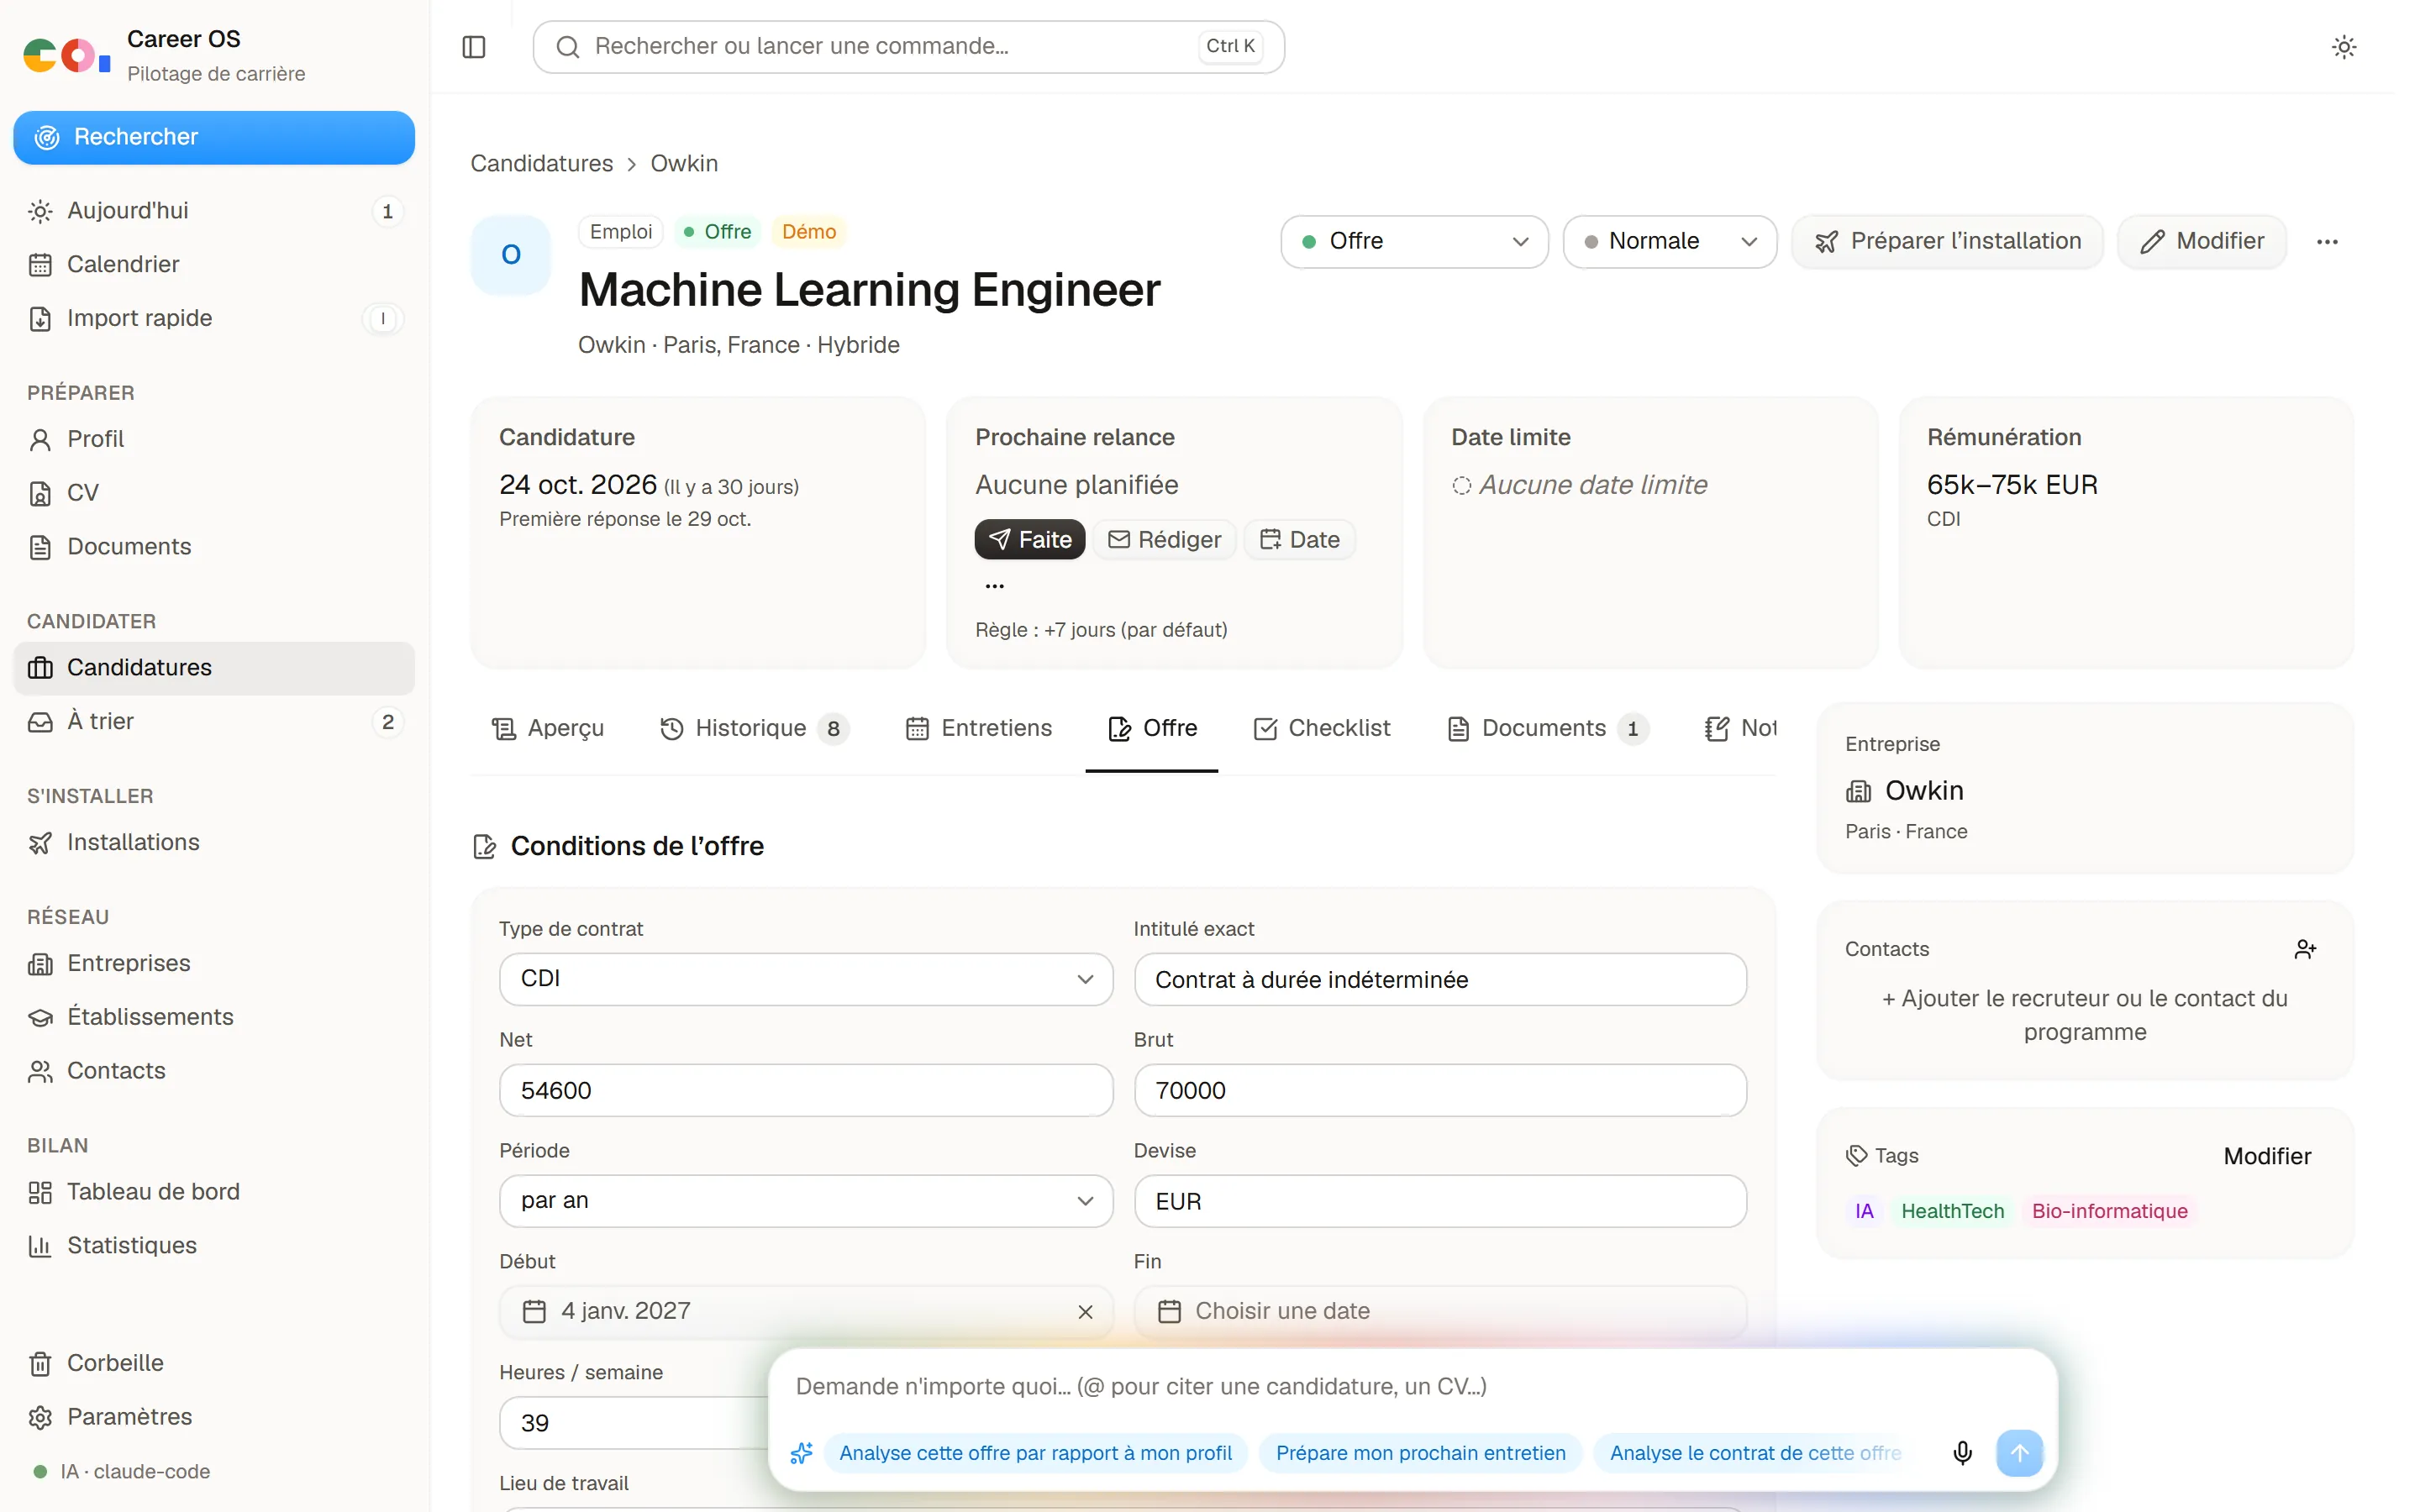 Career OS
Pilotage de carrière
Rechercher
Aujourd'hui 1
Calendrier
Import rapide I
PRÉPARER
Profil
CV
Documents
CANDIDATER
Candidatures
À trier 2
S'INSTALLER
Installations
RÉSEAU
Entreprises
Établissements
Contacts
BILAN
Tableau de bord
Statistiques
Corbeille
Paramètres
IA · claude-code
Rechercher ou lancer une commande... Ctrl K
Candidatures > Owkin
O
Emploi Offre Démo
Machine Learning Engineer
Owkin · Paris, France · Hybride
Offre Normale Préparer l’installation Modifier
Candidature
24 oct. 2026 (Il y a 30 jours)
Première réponse le 29 oct.
Prochaine relance
Aucune planifiée
Faite Rédiger Date
Règle : +7 jours (par défaut)
Date limite
Aucune date limite
Rémunération
65k–75k EUR
CDI
Aperçu Historique 8 Entretiens Offre Checklist Documents 1 Not
Conditions de l’offre
Type de contrat Intitulé exact
CDI Contrat à durée indéterminée
Net Brut
54600 70000
Période Devise
par an EUR
Début Fin
4 janv. 2027 Choisir une date
Heures / semaine
39
Lieu de travail
Entreprise
Owkin
Paris · France
Contacts
+ Ajouter le recruteur ou le contact du
programme
Tags Modifier
IA HealthTech Bio-informatique
Demande n'importe quoi... (@ pour citer une candidature, un CV...)
Analyse cette offre par rapport à mon profil Prépare mon prochain entretien Analyse le contrat de cette offre